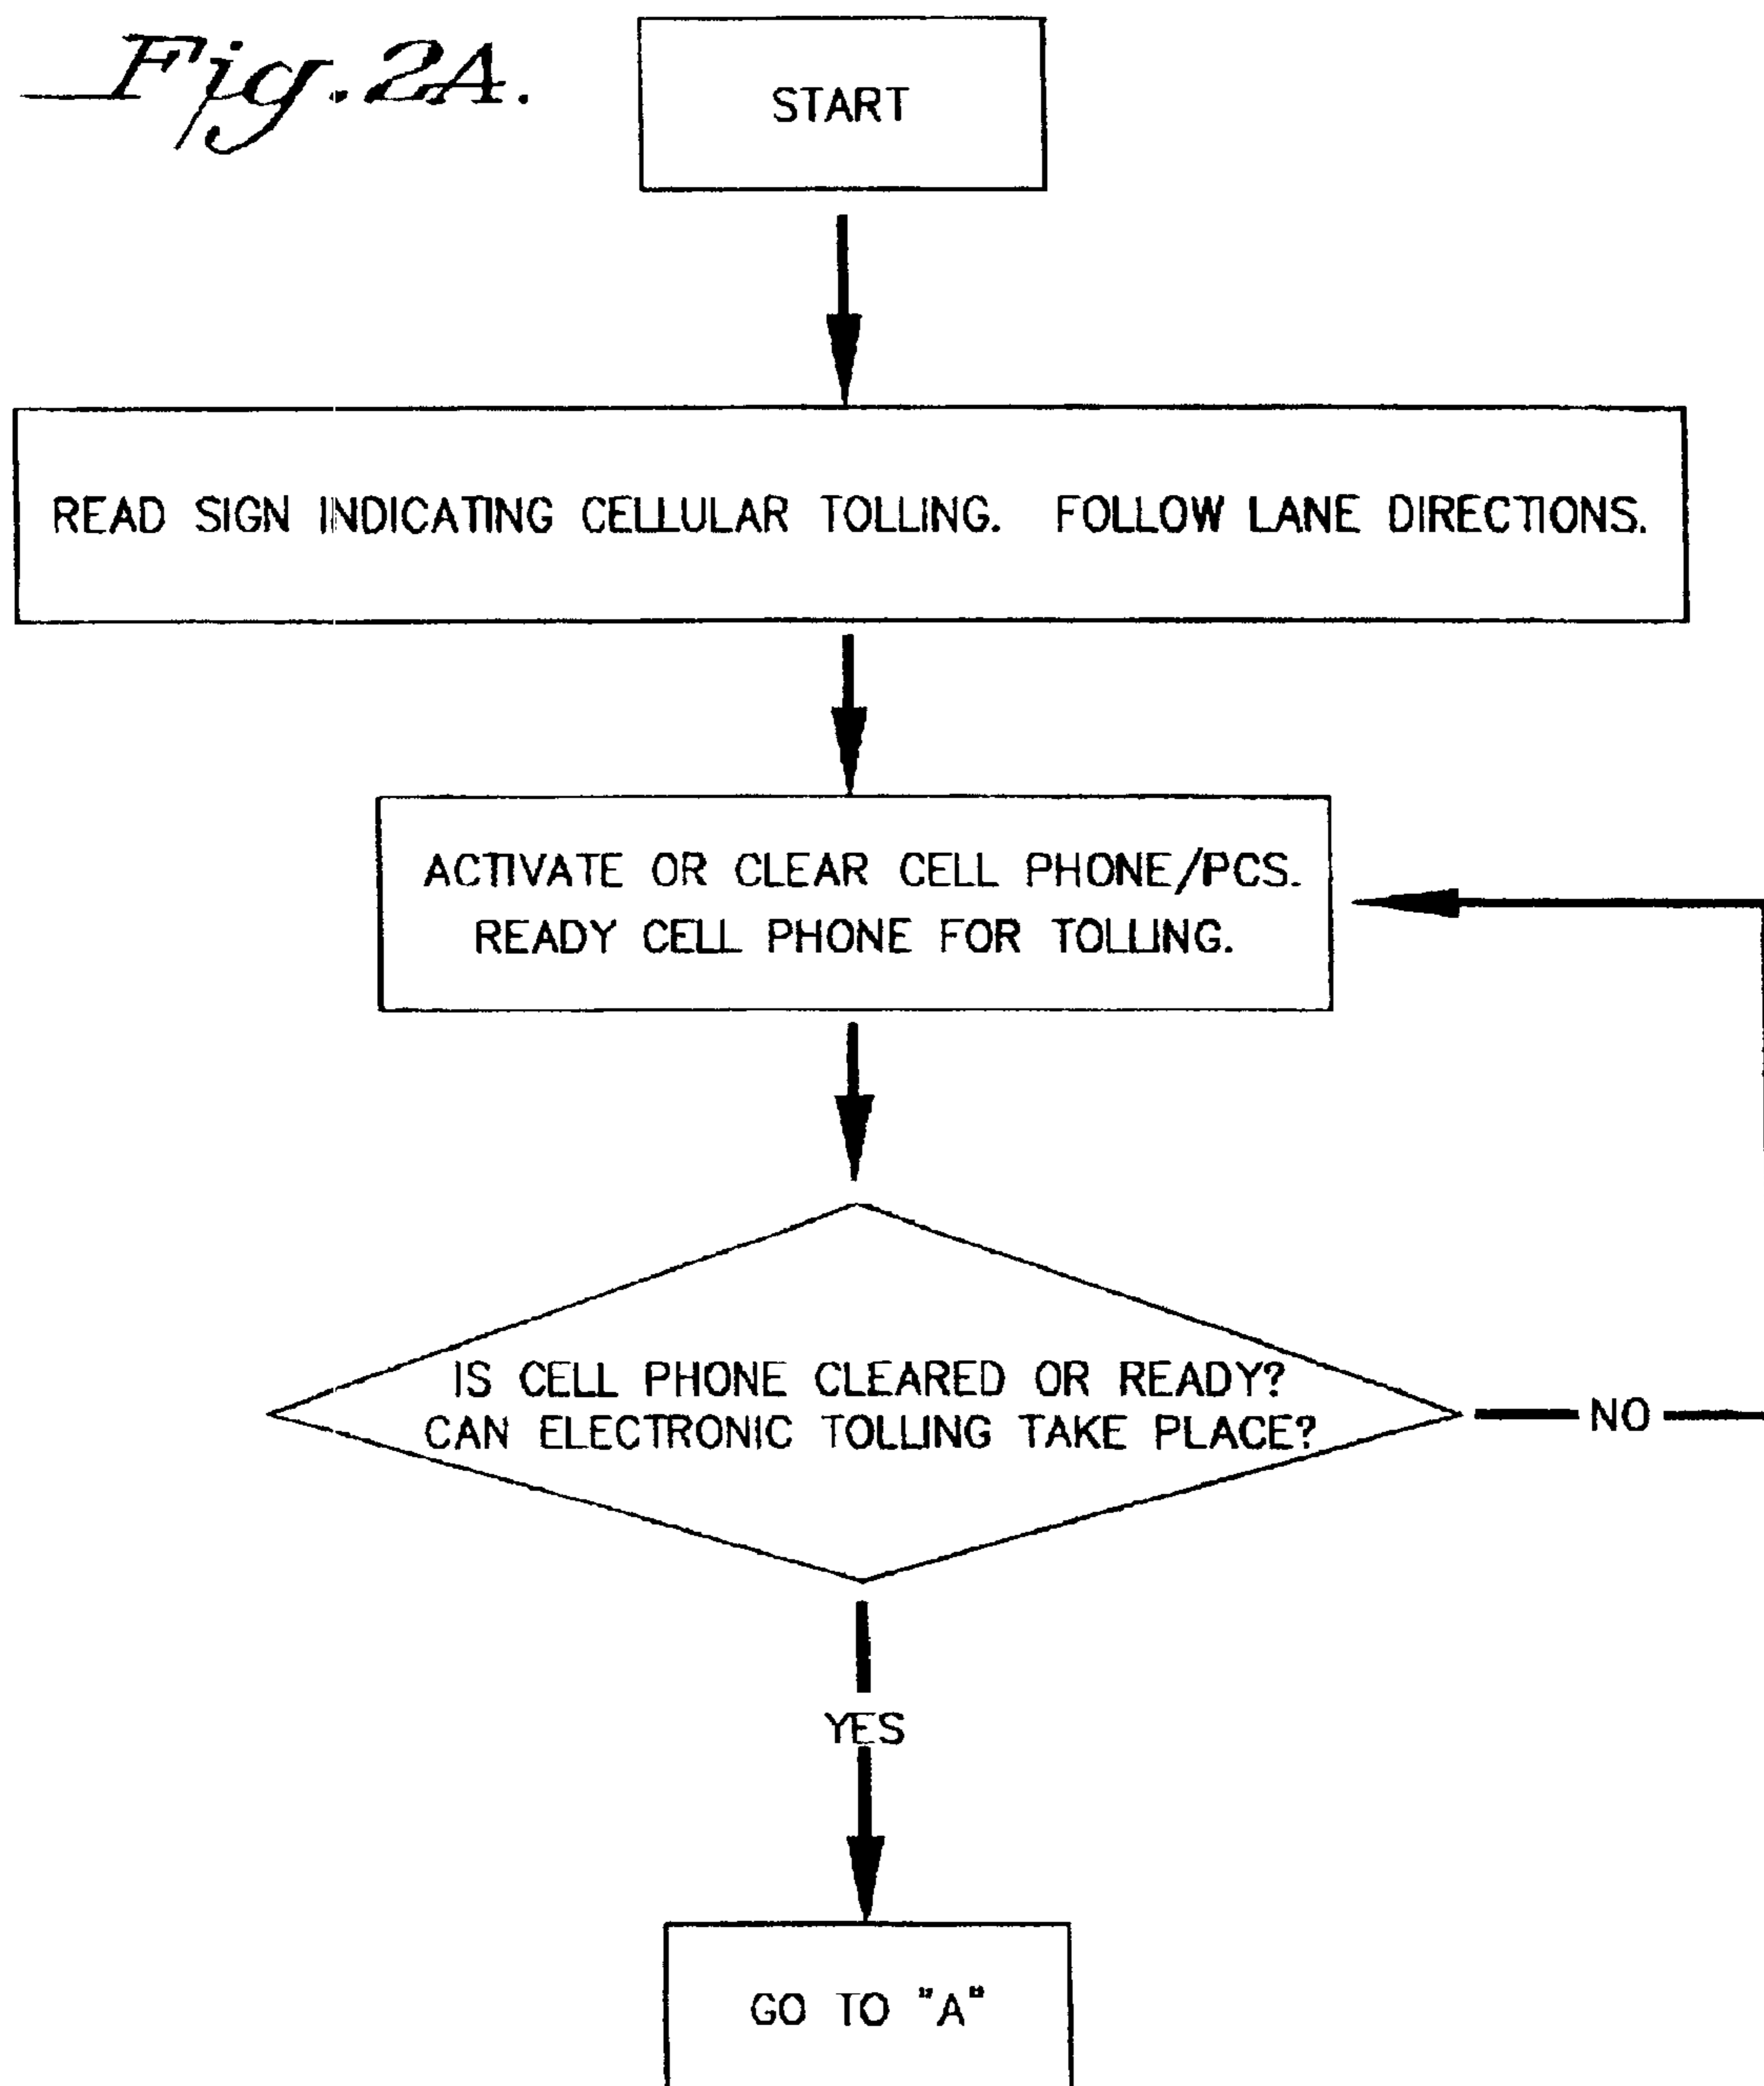 Fig. 2A.
START
READ SIGN INDICATING CELLULAR TOLLING. FOLLOW LANE DIRECTIONS.
ACTIVATE OR CLEAR CELL PHONE/PCS.
READY CELL PHONE FOR TOLLING.
IS CELL PHONE CLEARED OR READY?
CAN ELECTRONIC TOLLING TAKE PLACE?
NO
YES
GO TO "A"